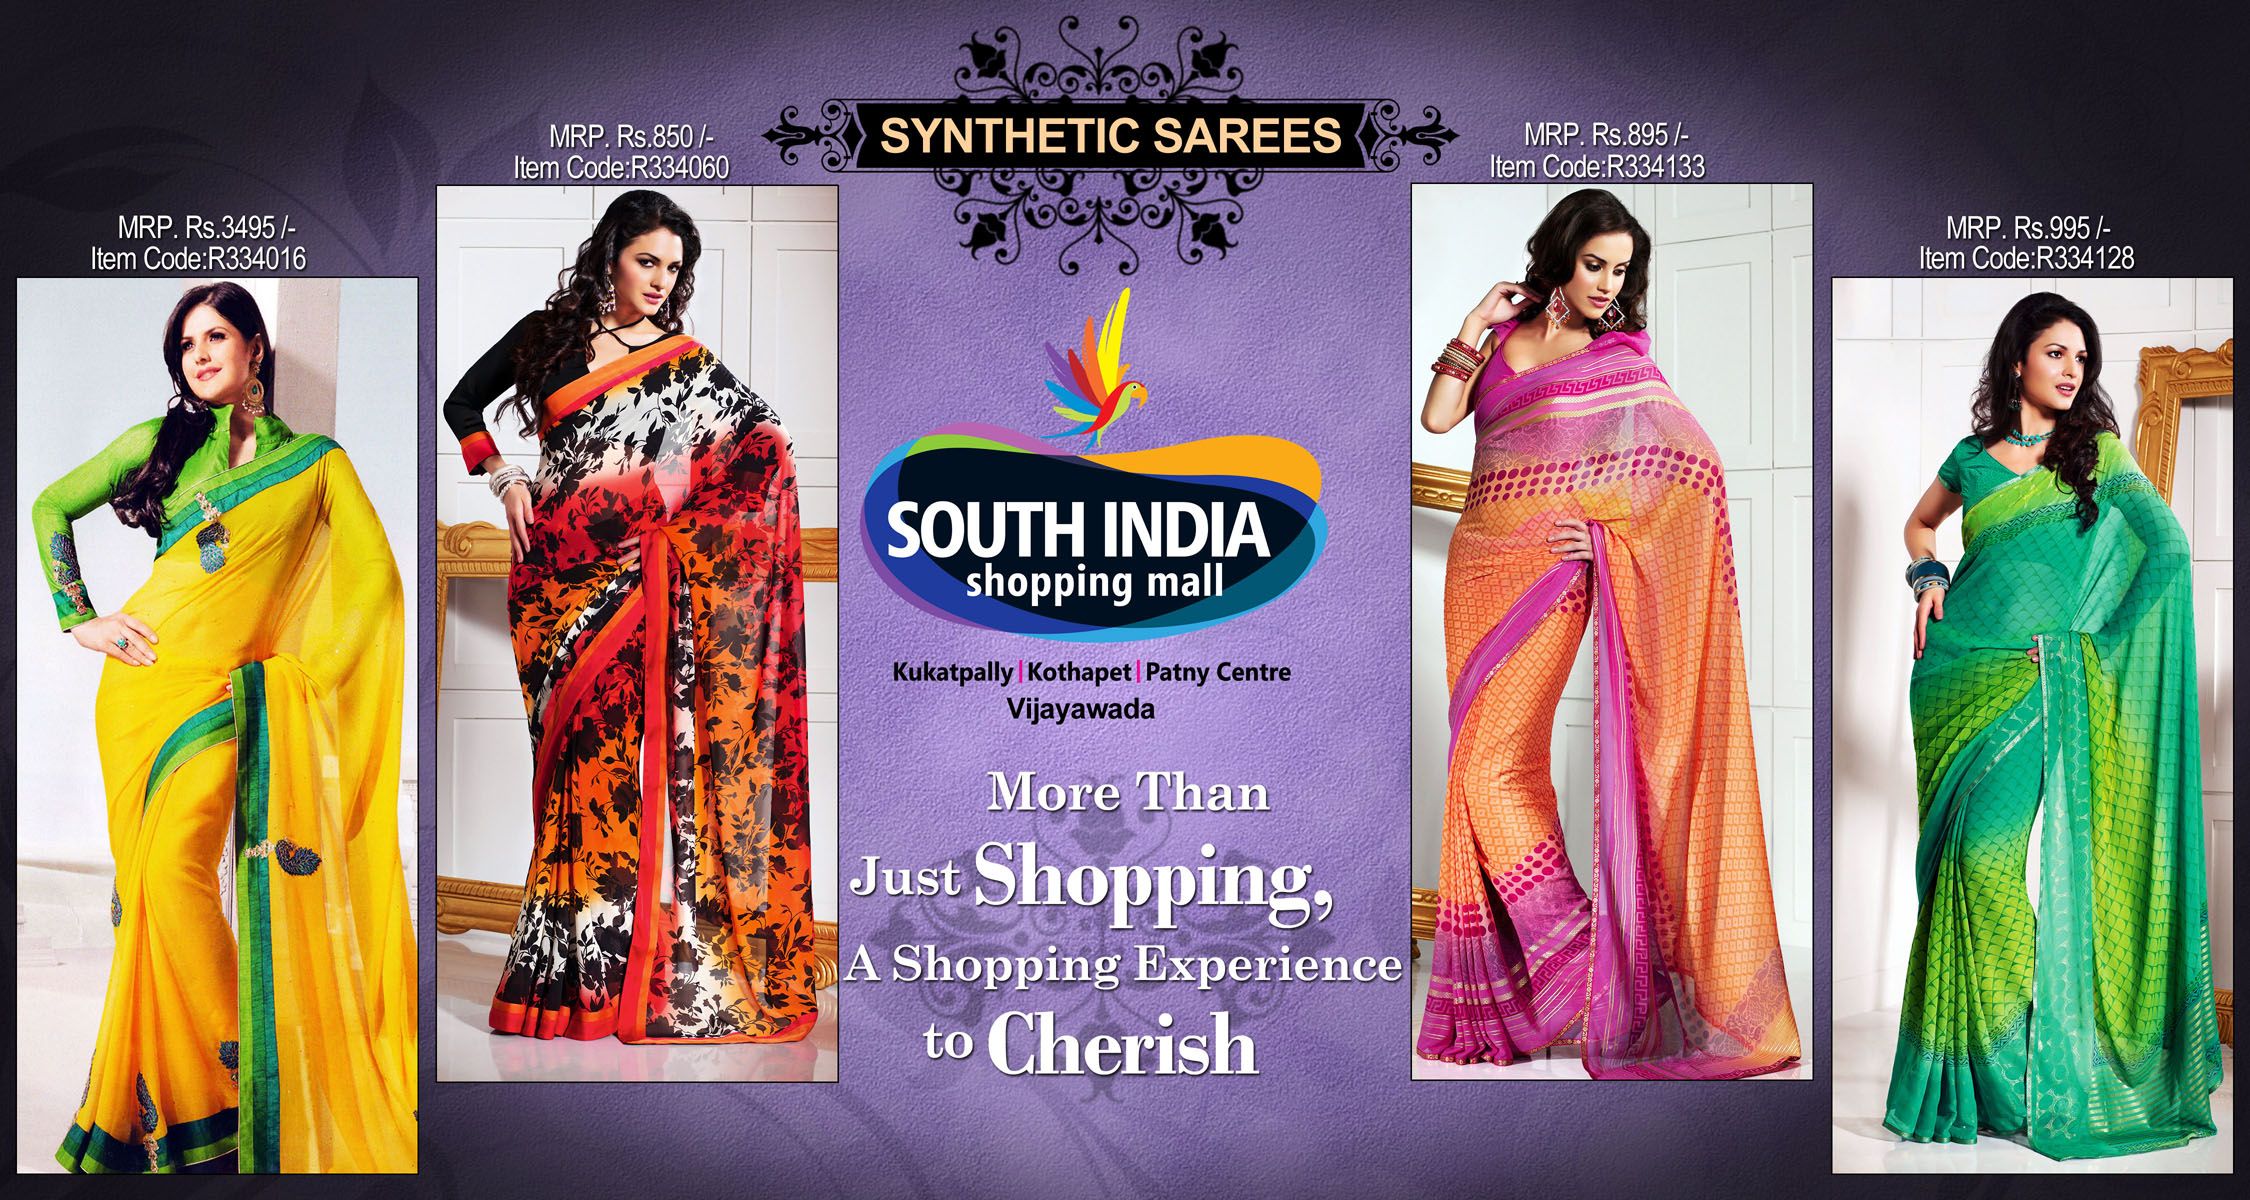 SYNTHETIC SAREES
MRP. Rs.3495 /-
Item Code:R334016
MRP. Rs.850 /-
Item Code:R334060
MRP. Rs.895 /-
Item Code:R334133
MRP. Rs.995 /-
Item Code:R334128
SOUTH INDIA
shopping mall
Kukatpally|Kothapet|Patny Centre
Vijayawada
More Than
Just Shopping,
A Shopping Experience
to Cherish